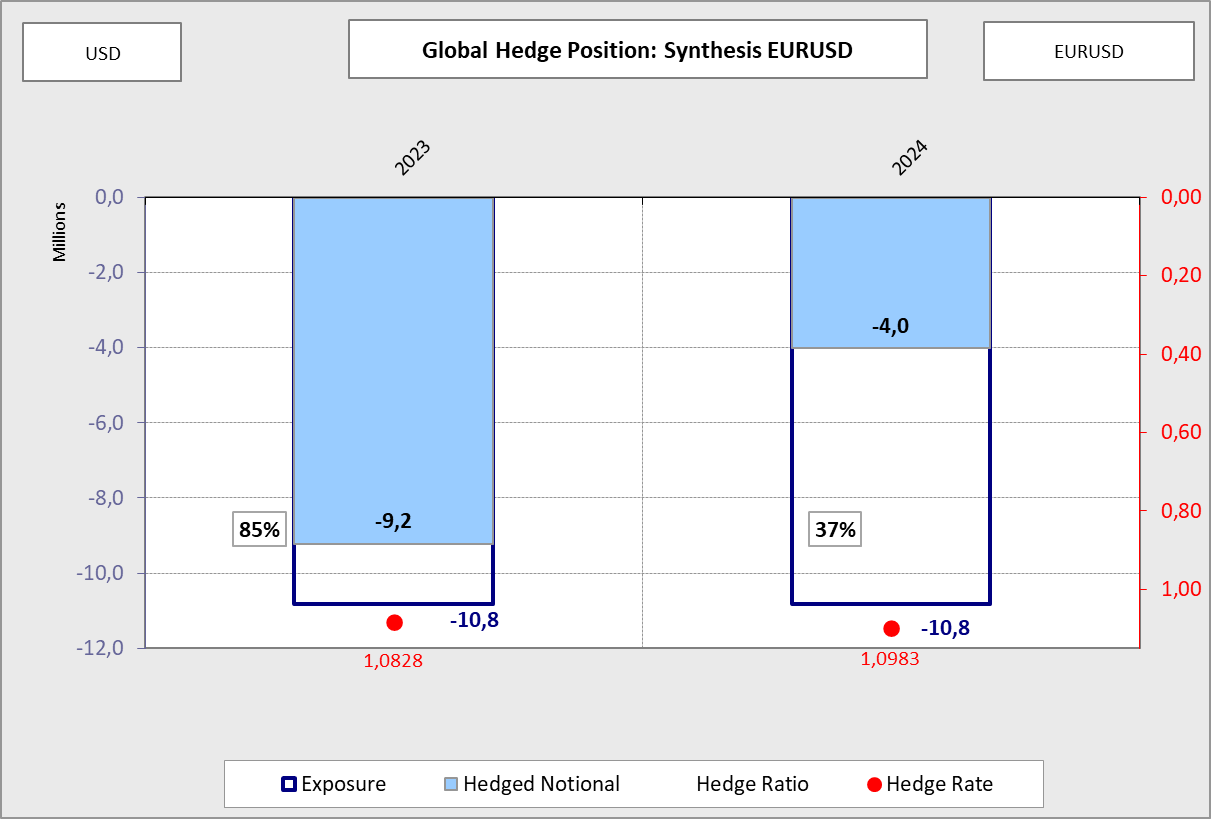 USD
Global Hedge Position: Synthesis EURUSD
EURUSD
2023
2024
Millions
0,0
-2,0
-4,0
-6,0
-8,0
-10,0
-12,0
0,00
0,20
0,40
0,60
0,80
1,00
-4,0
-9,2
85%
37%
-10,8
-10,8
1,0828
1,0983
Exposure
Hedged Notional
Hedge Ratio
Hedge Rate